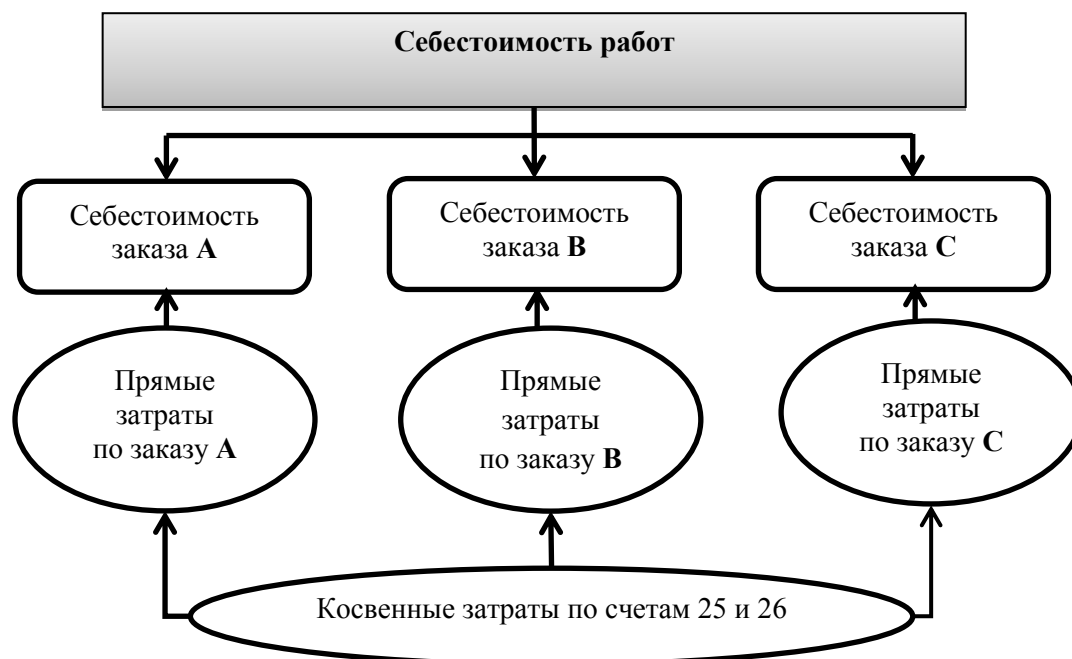 Себестоимость работ
Себестоимость
заказа A
Себестоимость
заказа B
Себестоимость
заказа C
Прямые
затраты
по заказу A
Прямые
затраты
по заказу B
Прямые
затраты
по заказу C
Косвенные затраты по счетам 25 и 26